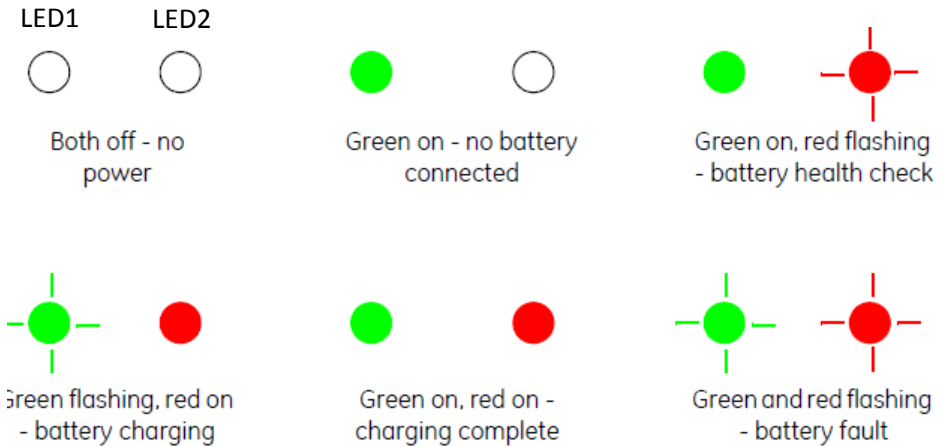 LED1 LED2
Both off - no
power
Green on - no battery
connected
Green on, red flashing
- battery health check
Green flashing, red on
- battery charging
Green on, red on -
charging complete
Green and red flashing
- battery fault